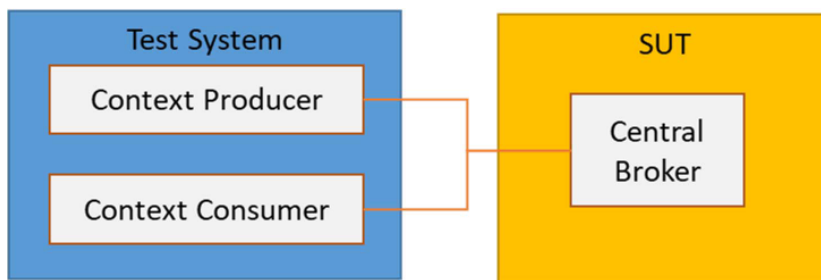 Test System
Context Producer
Context Consumer
SUT
Central
Broker